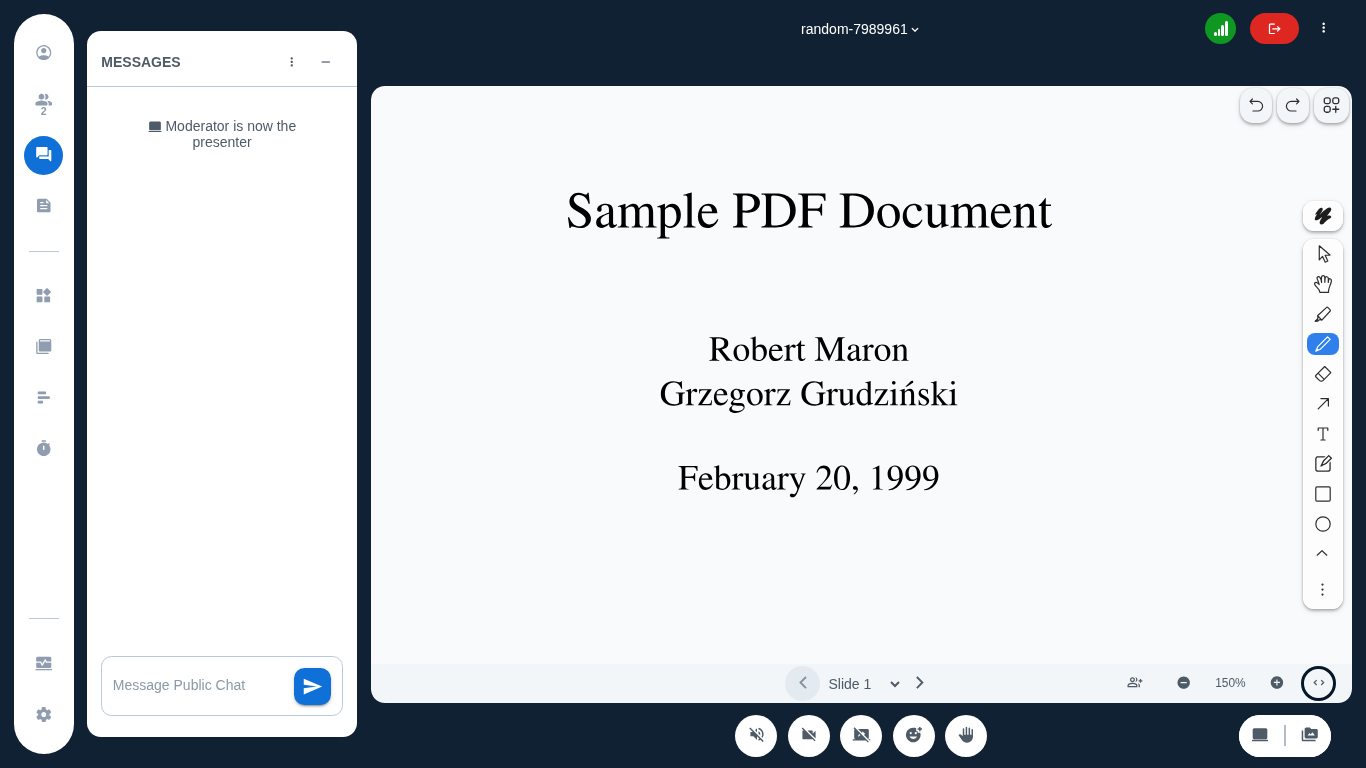 random-7989961
MESSAGES
2
Moderator is now the
presenter
Sample PDF Document
Robert Maron
Grzegorz Grudziński
February 20, 1999
Message Public Chat
Slide 1
150%